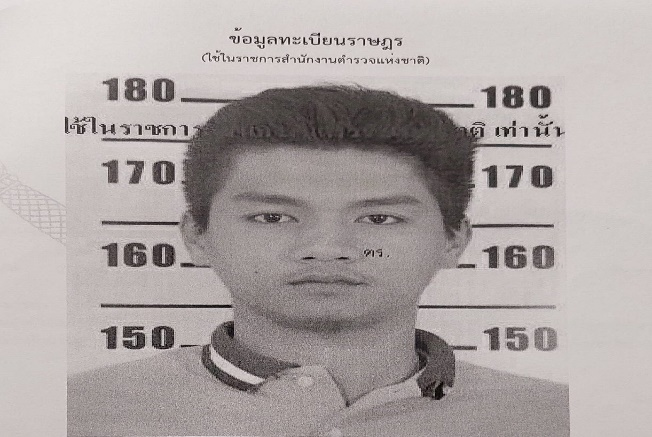 ข้อมูลทะเบียนราษฎร
(ใช้ในราชการสำนักงานตำรวจแห่งชาติ)
180 180
ใช้ในราชการ ติ เท่านั้น
170 170
160 ตร. 160
150 150